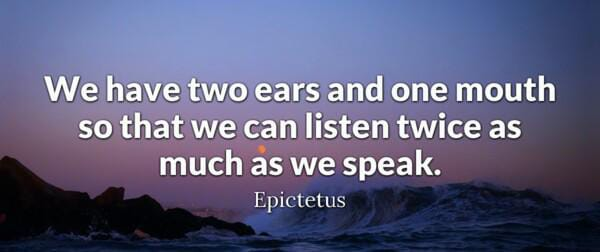 We have two ears and one mouth
so that we can listen twice as
much as we speak.
Epictetus